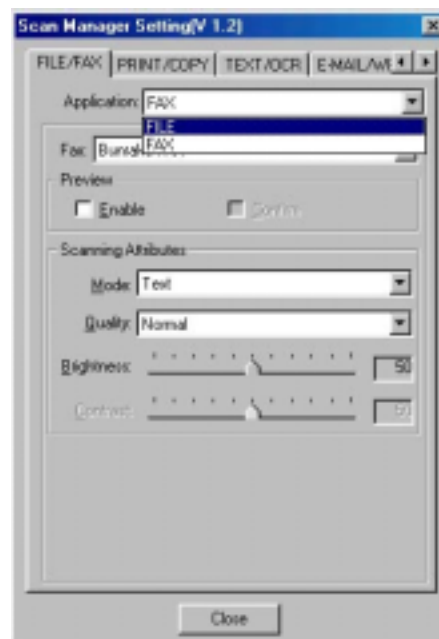 Scan Manager Setting(V 1.2)
FILE/FAX PRINT/COPY TEXT/OCR E-MAIL/WE
Application: FAX
FILE
FAX
Fax:
Preview
Enable Confirm
Scanning Attributes
Mode: Text
Quality: Normal
Brightness: 50
Contrast: 50
Close